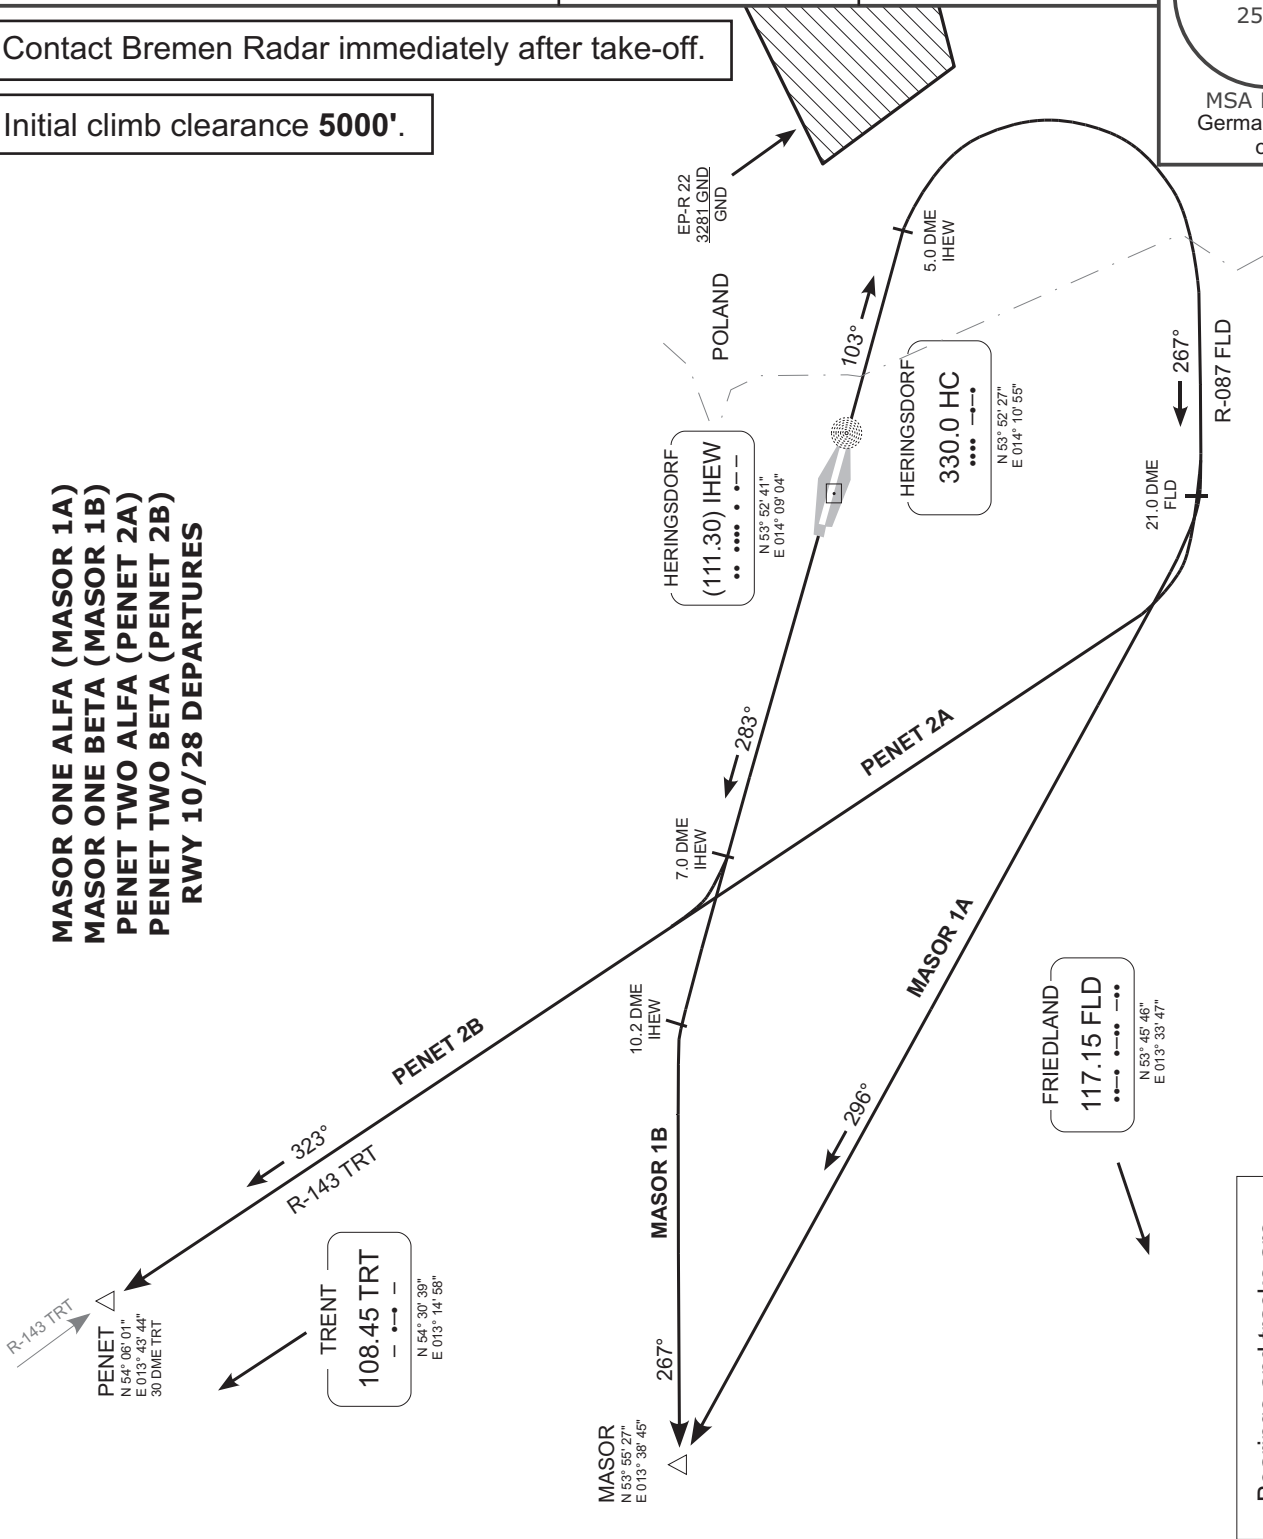 Contact Bremen Radar immediately after take-off.
Initial climb clearance 5000'.
25
MSA
Germa
MASOR ONE ALFA (MASOR 1A)
MASOR ONE BETA (MASOR 1B)
PENET TWO ALFA (PENET 2A)
PENET TWO BETA (PENET 2B)
RWY 10/28 DEPARTURES
EP-R 22
3281 GND
GND
POLAND
5.0 DME
IHEW
103°
HERINGSDORF
(111.30) IHEW
N 53° 52' 41"
E 014° 09' 04"
HERINGSDORF
330.0 HC
N 53° 52' 27"
E 014° 10' 55"
267°
R-087 FLD
21.0 DME
FLD
283°
7.0 DME
IHEW
PENET 2A
MASOR 1A
10.2 DME
IHEW
PENET 2B
323°
R-143 TRT
MASOR 1B
296°
FRIEDLAND
117.15 FLD
N 53° 45' 46"
E 013° 33' 47"
TRENT
108.45 TRT
N 54° 30' 39"
E 013° 14' 58"
R-143 TRT
PENET
N 54° 06' 01"
E 013° 43' 44"
30 DME TRT
267°
MASOR
N 53° 55' 27"
E 013° 38' 45"